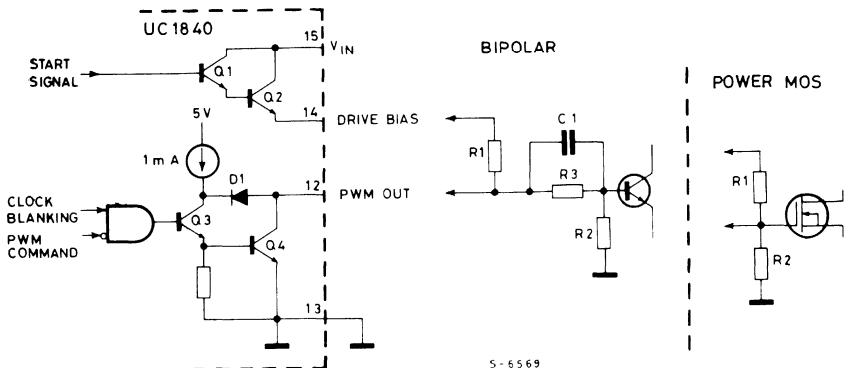 UC1840
START
SIGNAL
Q1
Q2
15
V IN
14
DRIVE BIAS
5V
1mA
D1
12
PWM OUT
CLOCK
BLANKING
PWM
COMMAND
Q3
Q4
13
BIPOLAR
R1
C1
R3
R2
POWER MOS
R1
R2
S-6569